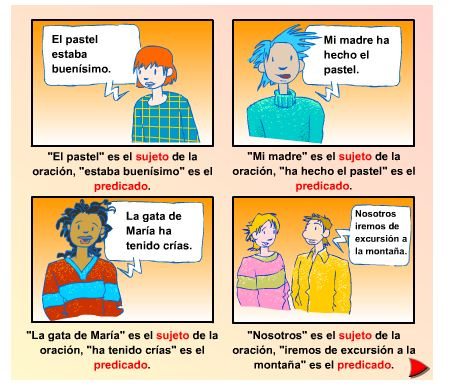 El pastel
estaba
buenísimo.
"El pastel" es el sujeto de la
oración, "estaba buenísimo" es el
predicado.
Mi madre ha
hecho el
pastel.
"Mi madre" es el sujeto de la
oración, "ha hecho el pastel" es el
predicado.
La gata de
María ha
tenido crías.
"La gata de María" es el sujeto de la
oración, "ha tenido crías" es el
predicado.
Nosotros
iremos de
excursión a
la montaña.
"Nosotros" es el sujeto de la
oración, "iremos de excursión a la
montaña" es el predicado.